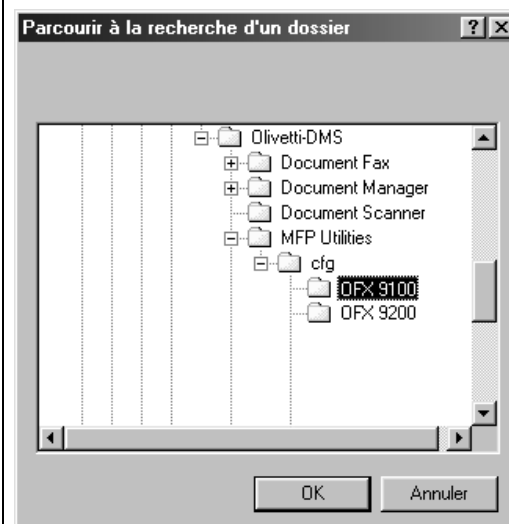 Parcourir à la recherche d'un dossier
Olivetti-DMS
Document Fax
Document Manager
Document Scanner
MFP Utilities
cfg
OFX 9100
OFX 9200
OK Annuler